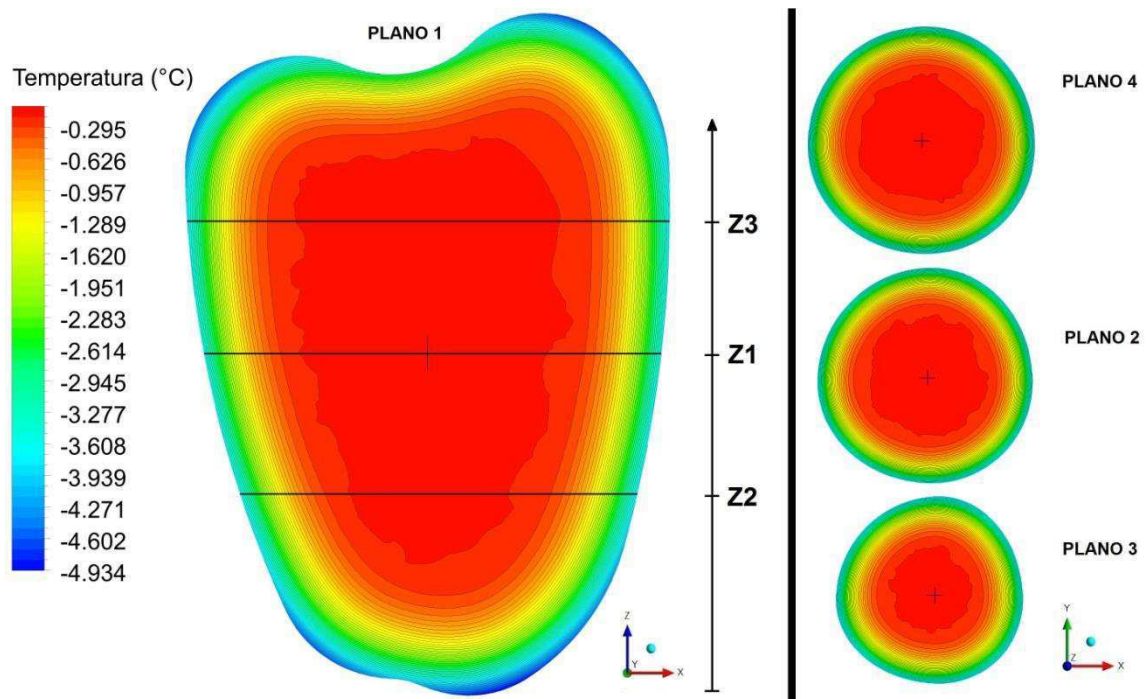 PLANO 1
Temperatura (°C)
-0.295
-0.626
-0.957
-1.289
-1.620
-1.951
-2.283
-2.614
-2.945
-3.277
-3.608
-3.939
-4.271
-4.602
-4.934
Z3
Z1
Z2
Z
Y
X
PLANO 4
PLANO 2
PLANO 3
Y
Z
X